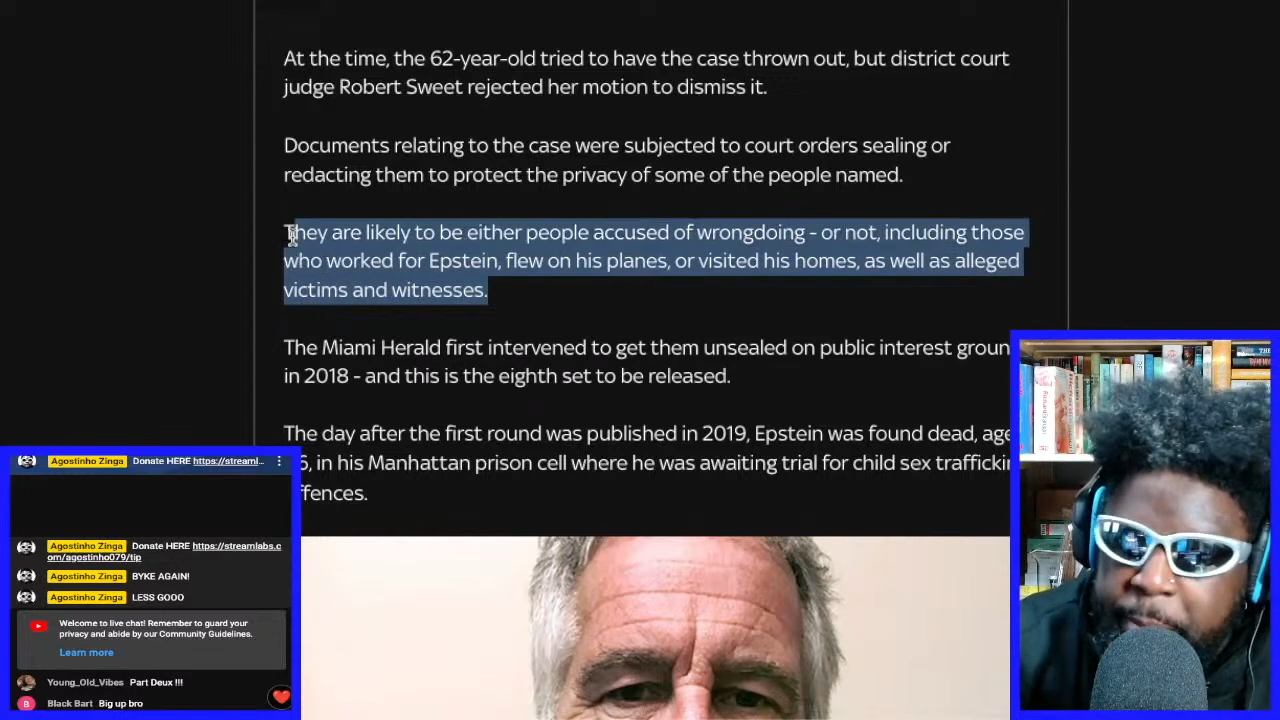 At the time, the 62-year-old tried to have the case thrown out, but district court
judge Robert Sweet rejected her motion to dismiss it.
Documents relating to the case were subjected to court orders sealing or
redacting them to protect the privacy of some of the people named.
They are likely to be either people accused of wrongdoing - or not, including those
who worked for Epstein, flew on his planes, or visited his homes, as well as alleged
victims and witnesses.
The Miami Herald first intervened to get them unsealed on public interest
in 2018 - and this is the eighth set to be released.
The day after the first round was published in 2019, Epstein was found dead,
in his Manhattan prison cell where he was awaiting trial for child sex
Agostinho Zinga Donate HERE https://streaml...
Agostinho Zinga Donate HERE https://streamlabs.c
om/agostinho079/tip
Agostinho Zinga BYKE AGAIN!
Agostinho Zinga LESS GOOO
Welcome to live chat! Remember to guard your
privacy and abide by our Community Guidelines.
Learn more
Young_Old_Vibes Part Deux !!!
B Black Bart Big up bro